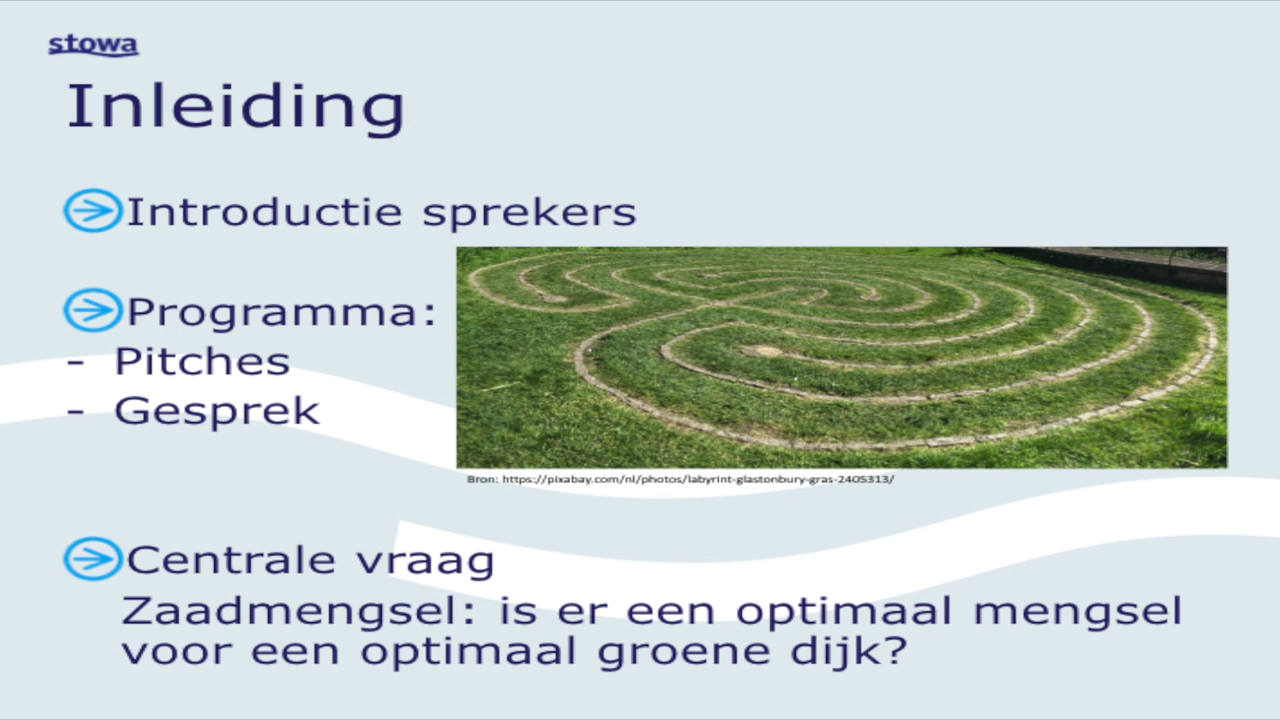 stowa
Inleiding
Introductie sprekers
Programma:
- Pitches
- Gesprek
Bron: https://pixabay.com/nl/photos/labyrint-glastonbury-gras-2405313/
Centrale vraag
Zaadmengsel: is er een optimaal mengsel
voor een optimaal groene dijk?